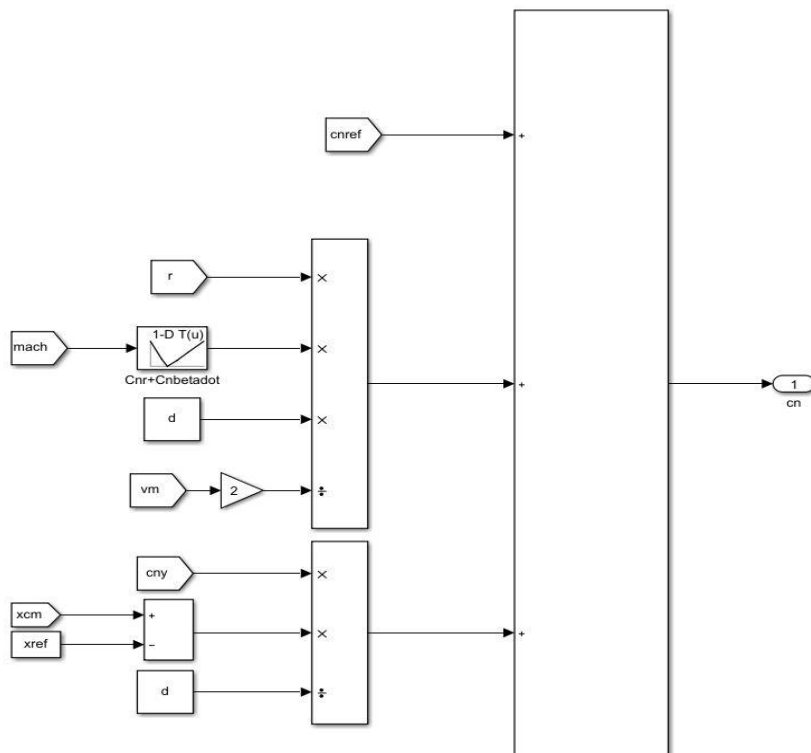 cnref
+
r
×
mach
1-D T(u)
×
Cnr+Cnbetadot
d
×
+
1
cn
vm
2
÷
cny
×
xcm
+
xref
−
×
+
d
÷